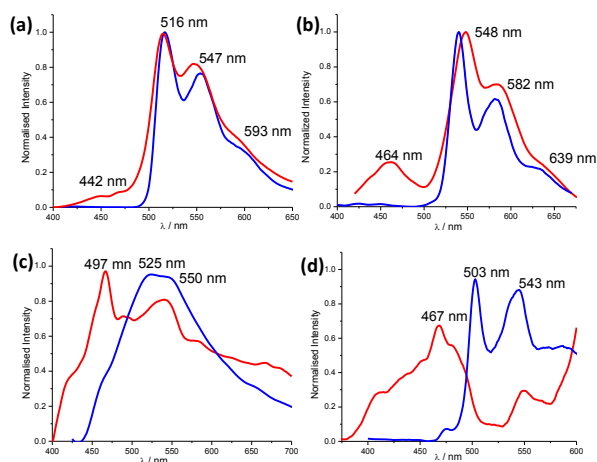 (a)
516 nm
547 nm
593 nm
442 nm
Normalised Intensity
1.0
0.8
0.6
0.4
0.2
0.0
400 450 500 550 600 650
λ / nm
(b)
548 nm
582 nm
464 nm
639 nm
Normalized Intensity
1.0
0.8
0.6
0.4
0.2
0.0
400 450 500 550 600 650
λ / nm
(c)
497 mn
525 nm
550 nm
Normalised Intensity
1.0
0.8
0.6
0.4
0.2
0.0
400 450 500 550 600 650 700
λ / nm
(d)
503 nm
543 nm
467 nm
Normalised Intensity
1.0
0.8
0.6
0.4
0.2
0.0
400 450 500 550 600
λ / nm